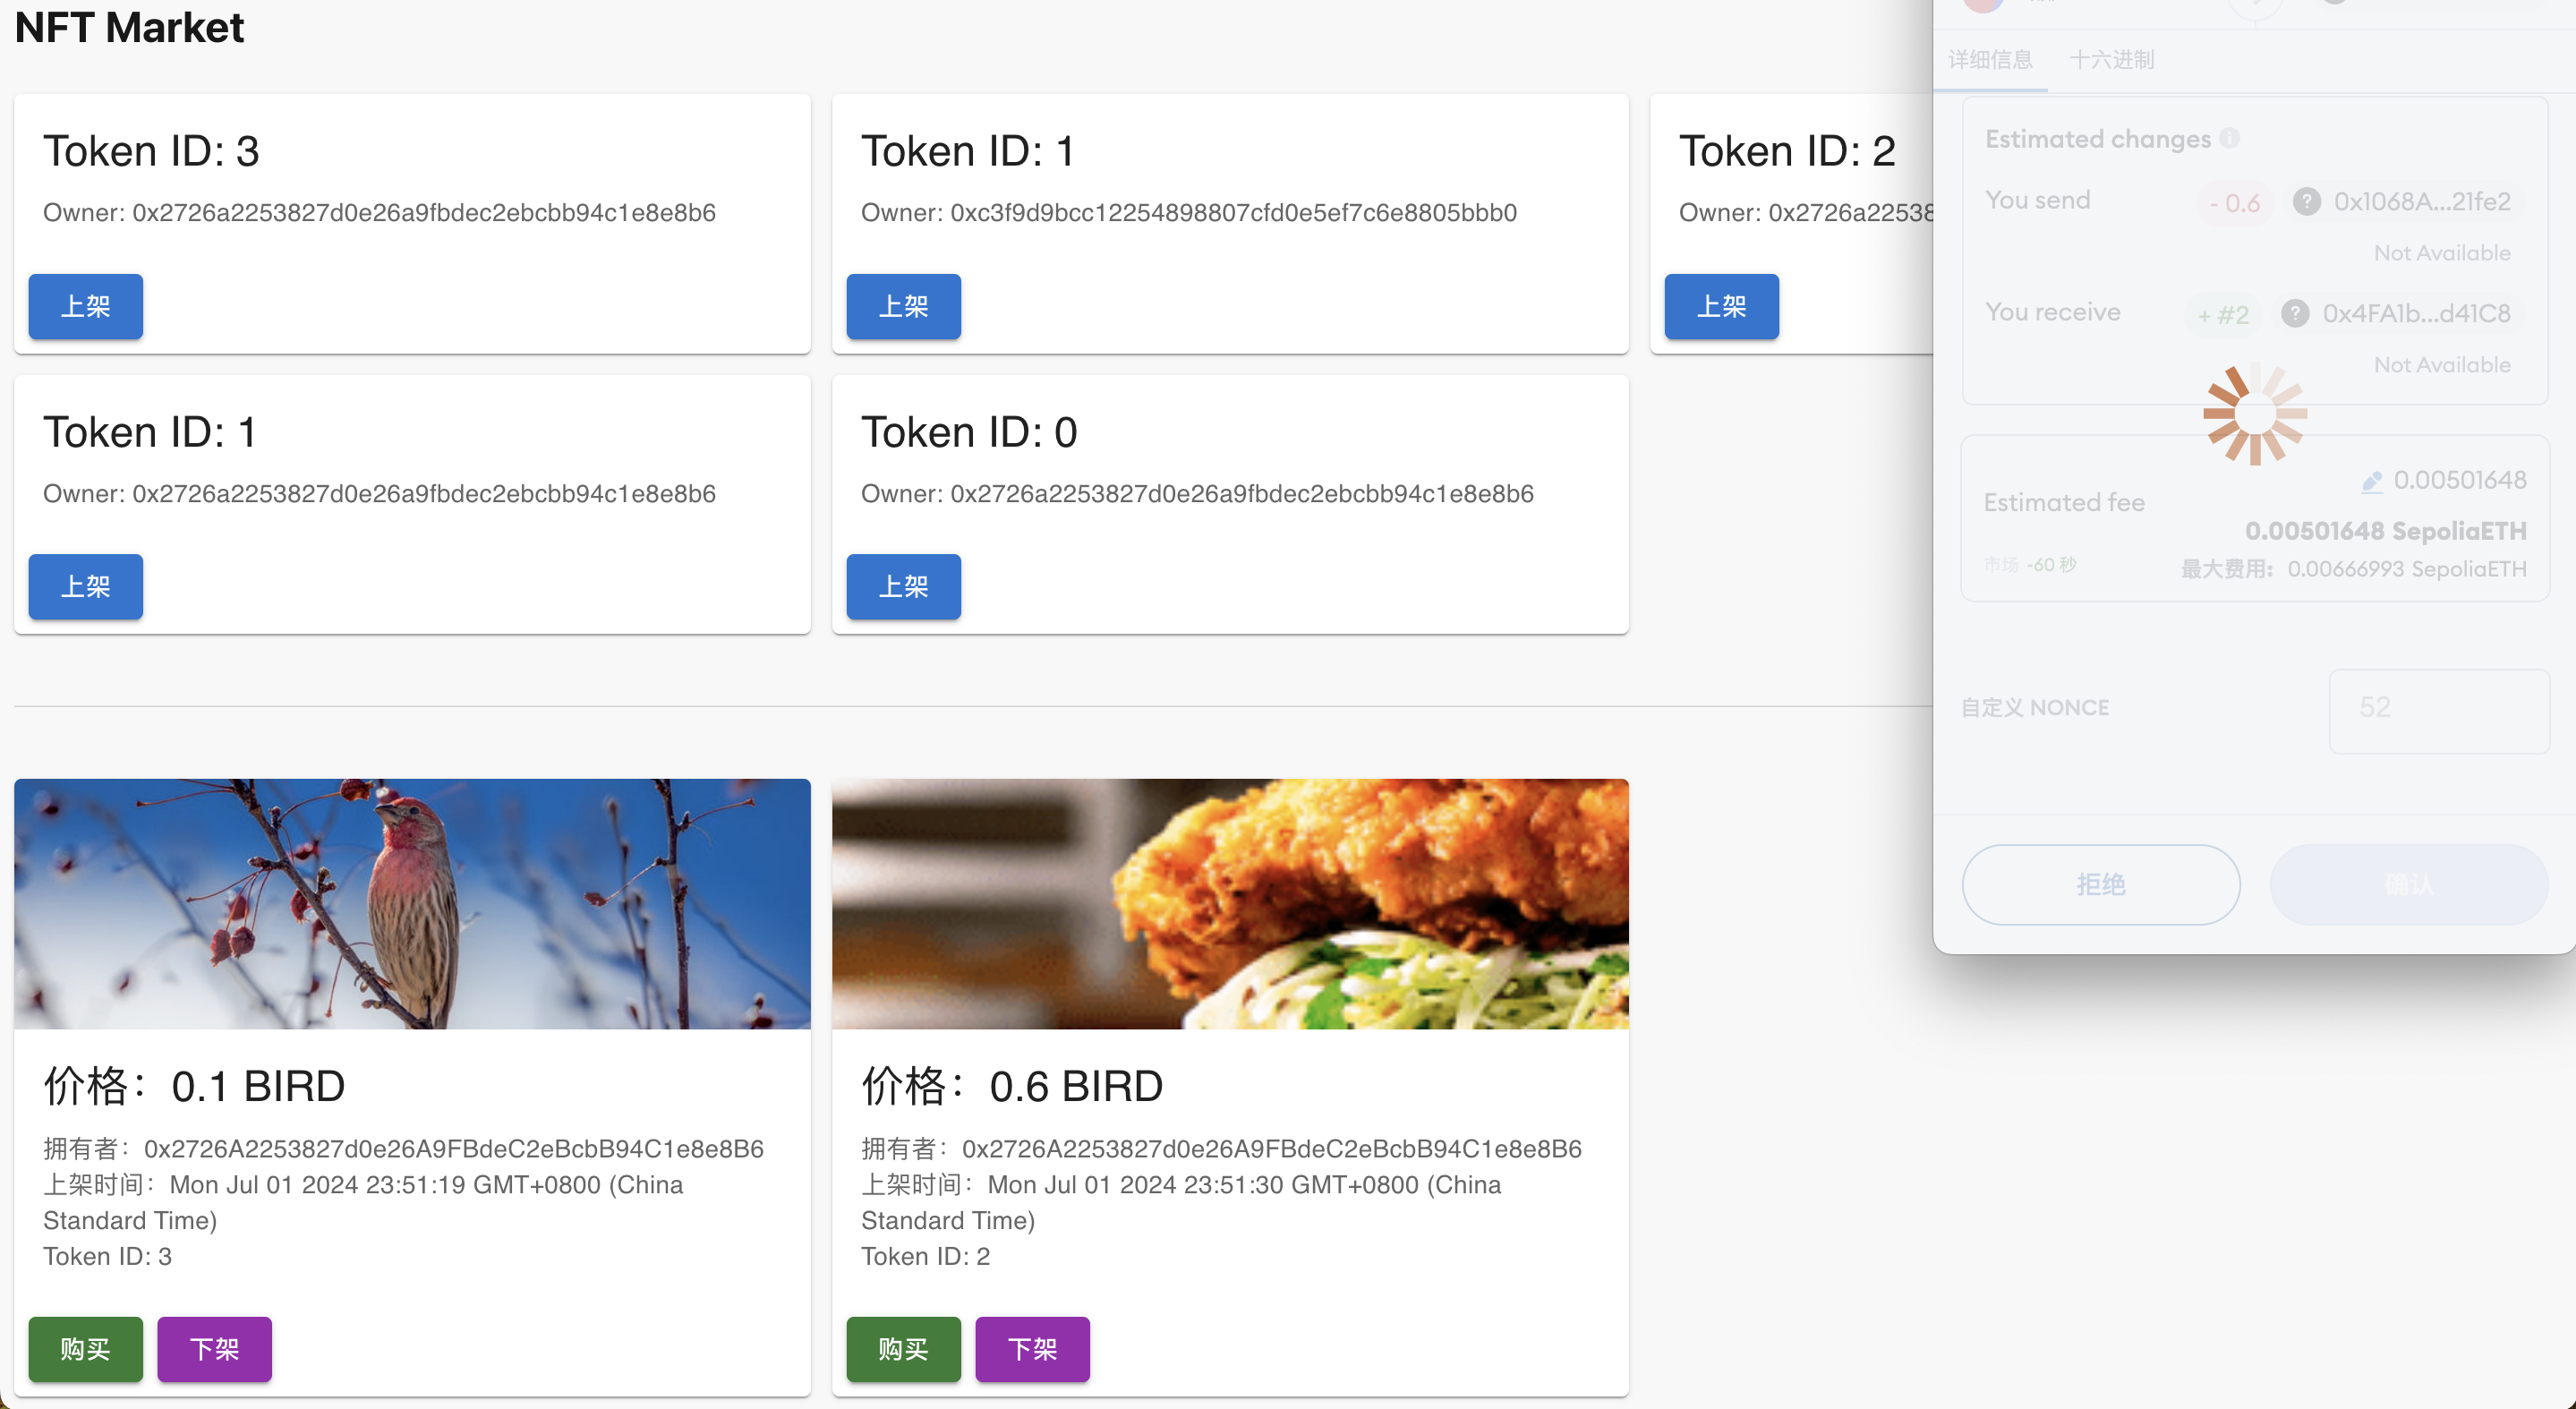 NFT Market
Token ID: 3
Owner: 0x2726a2253827d0e26a9fbdec2ebcbb94c1e8e8b6
上架
Token ID: 1
Owner: 0xc3f9d9bcc12254898807cfd0e5ef7c6e8805bbb0
上架
Token ID: 2
Owner: 0x2726a22538
上架
Token ID: 1
Owner: 0x2726a2253827d0e26a9fbdec2ebcbb94c1e8e8b6
上架
Token ID: 0
Owner: 0x2726a2253827d0e26a9fbdec2ebcbb94c1e8e8b6
上架
价格：0.1 BIRD
拥有者：0x2726A2253827d0e26A9FBdeC2eBcbB94C1e8e8B6
上架时间：Mon Jul 01 2024 23:51:19 GMT+0800 (China
Standard Time)
Token ID: 3
购买 下架
价格：0.6 BIRD
拥有者：0x2726A2253827d0e26A9FBdeC2eBcbB94C1e8e8B6
上架时间：Mon Jul 01 2024 23:51:30 GMT+0800 (China
Standard Time)
Token ID: 2
购买 下架
详细信息 十六进制
Estimated changes
You send - 0.6 0x1068A...21fe2
Not Available
You receive + #2 0x4FA1b...d41C8
Not Available
0.00501648
Estimated fee
0.00501648 SepoliaETH
市场 -60 秒 最大费用: 0.00666993 SepoliaETH
自定义 NONCE 52
拒绝 确认